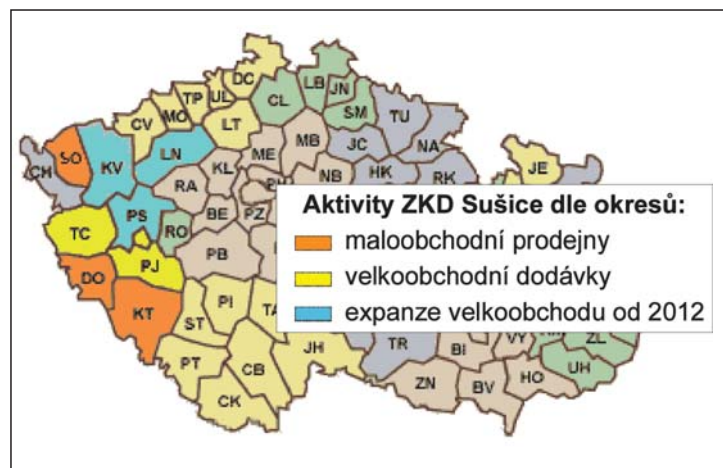 DC
LB
JN
TP
UL
CL
SM
MO
TU
CV
LT
SO
LN
MB
JC
NA
CH
KV
ME
KL
HK
RK
JE
RA
NB
PS
BE
PZ
TC
RO
PJ
PB
DO
KT
PI
ST
TA
JH
TR
BI
VY
ZL
PT
CB
UH
ZN
BV
HO
CK
Aktivity ZKD Sušice dle okresů:
maloobchodní prodejny
velkoobchodní dodávky
expanze velkoobchodu od 2012